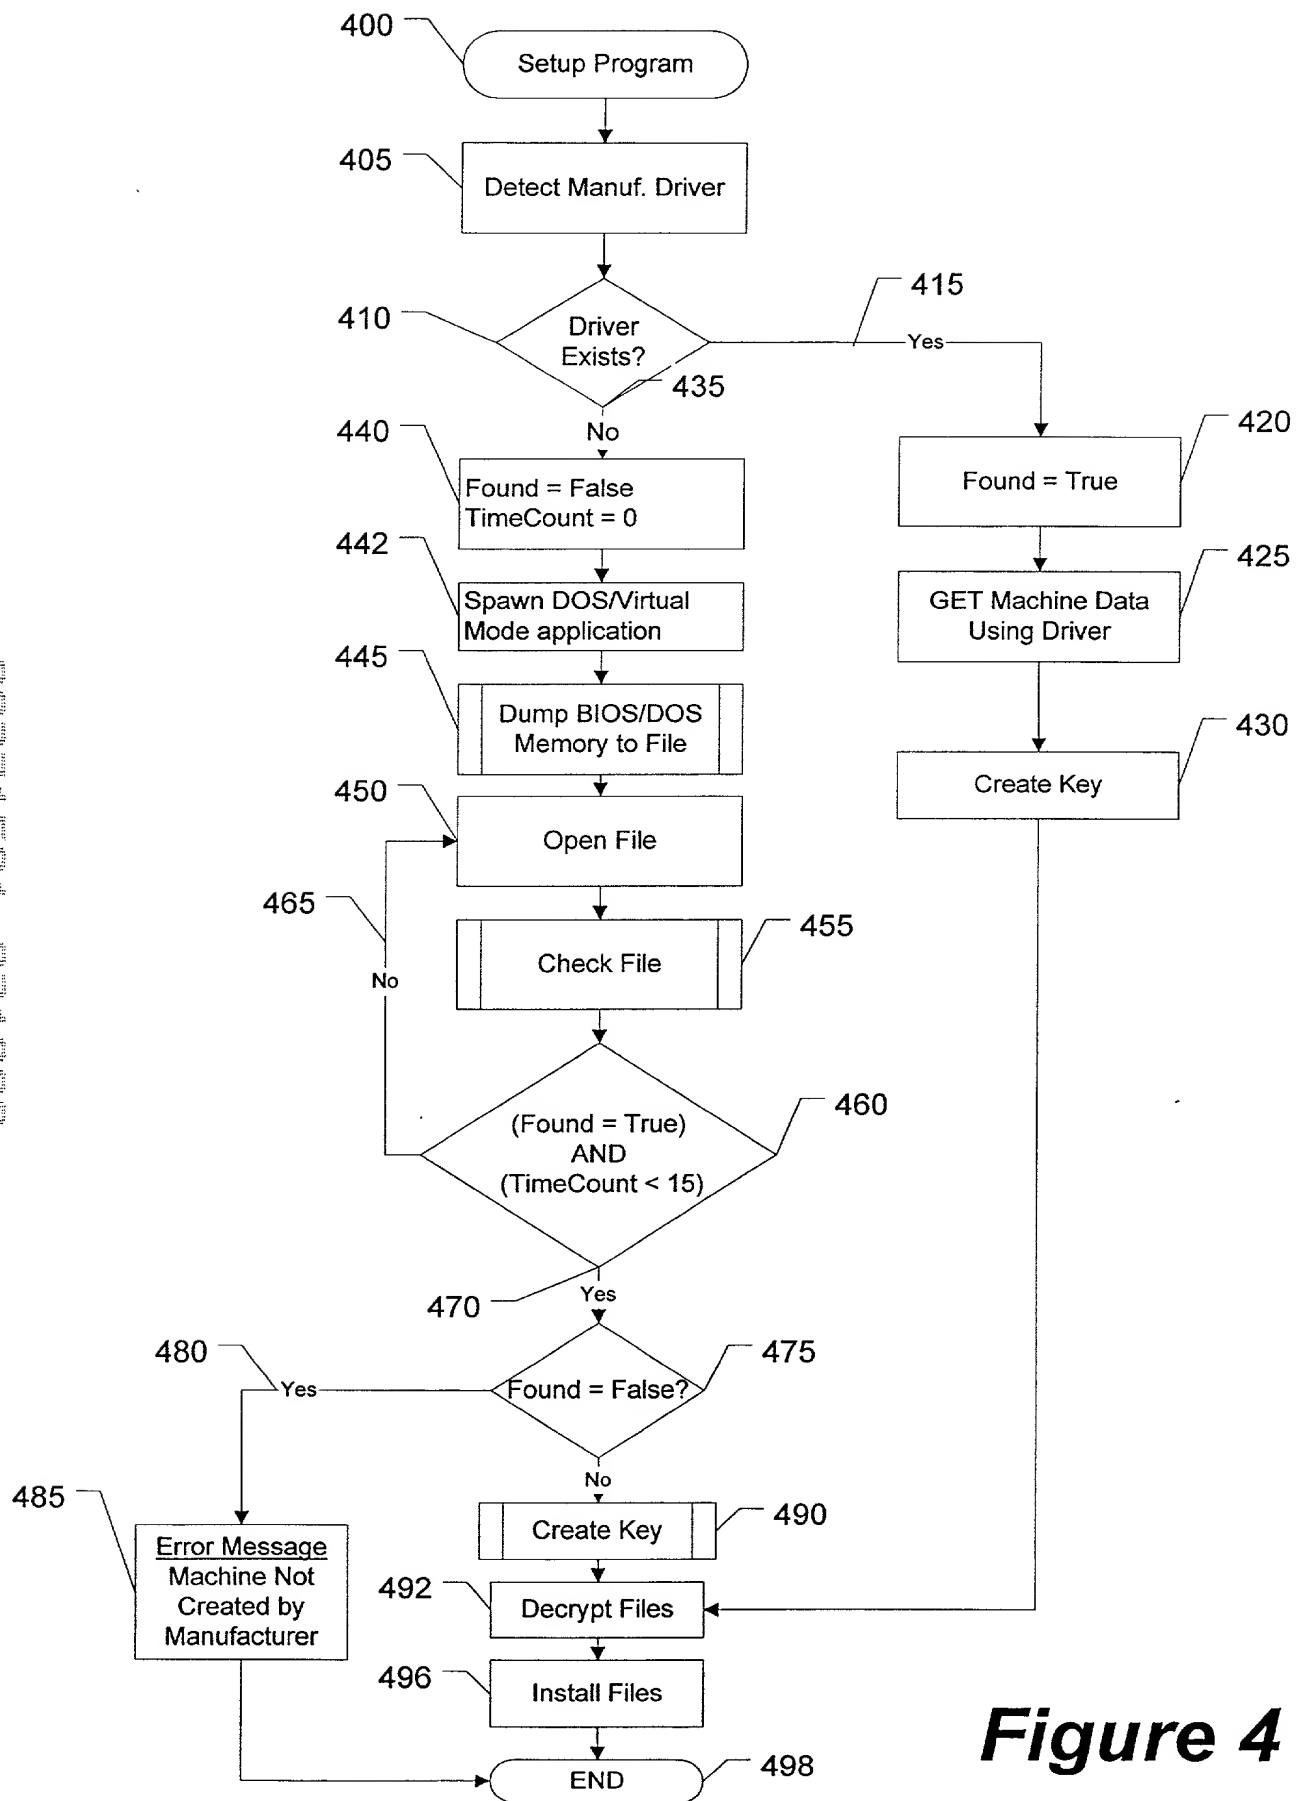 400
Setup Program
405
Detect Manuf. Driver
410
Driver
Exists?
415
Yes
435
No
420
Found = True
440
Found = False
TimeCount = 0
442
Spawn DOS/Virtual
Mode application
425
GET Machine Data
Using Driver
445
Dump BIOS/DOS
Memory to File
430
Create Key
450
Open File
465
No
455
Check File
460
(Found = True)
AND
(TimeCount < 15)
470
Yes
480
Yes
475
Found = False?
No
485
Error Message
Machine Not
Created by
Manufacturer
490
Create Key
492
Decrypt Files
496
Install Files
498
END
Figure 4